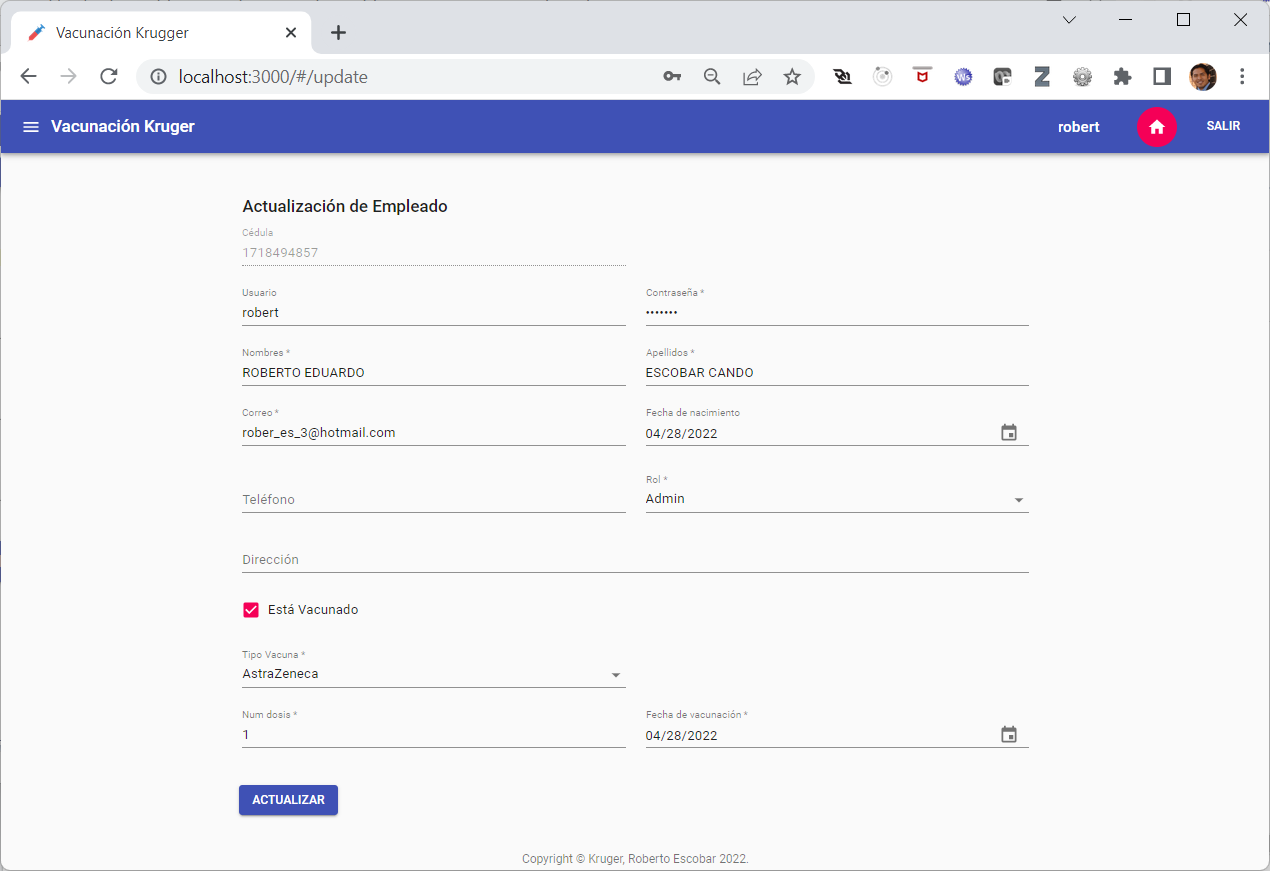 Vacunación Krugger
localhost:3000/#/update
Vacunación Kruger
robert
SALIR
Actualización de Empleado
Cédula
1718494857
Usuario
robert
Contraseña *
•••••••
Nombres *
ROBERTO EDUARDO
Apellidos *
ESCOBAR CANDO
Correo *
rober_es_3@hotmail.com
Fecha de nacimiento
04/28/2022
Teléfono
Rol *
Admin
Dirección
Está Vacunado
Tipo Vacuna *
AstraZeneca
Num dosis *
1
Fecha de vacunación *
04/28/2022
ACTUALIZAR
Copyright © Kruger, Roberto Escobar 2022.